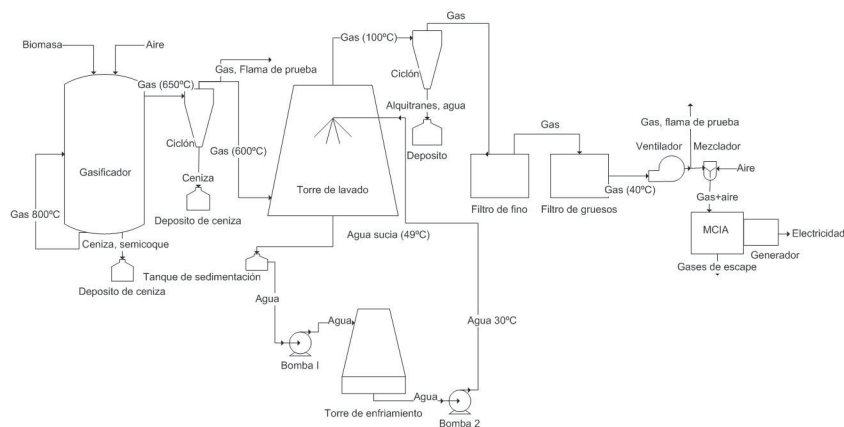 Biomasa
Aire
Gas (650ºC)
Gas, Flama de prueba
Gasificador
Ciclón
Gas 800ºC
Ceniza
Deposito de ceniza
Ceniza, semicoque
Deposito de ceniza
Gas (600ºC)
Gas (100ºC)
Torre de lavado
Ciclón
Gas
Alquitranes, agua
Deposito
Agua sucia (49ºC)
Tanque de sedimentación
Agua
Bomba I
Agua
Torre de enfriamiento
Agua
Bomba 2
Agua 30ºC
Filtro de fino
Gas
Filtro de gruesos
Gas (40ºC)
Gas, flama de prueba
Ventilador
Mezclador
Aire
Gas+aire
MCIA
Electricidad
Generador
Gases de escape